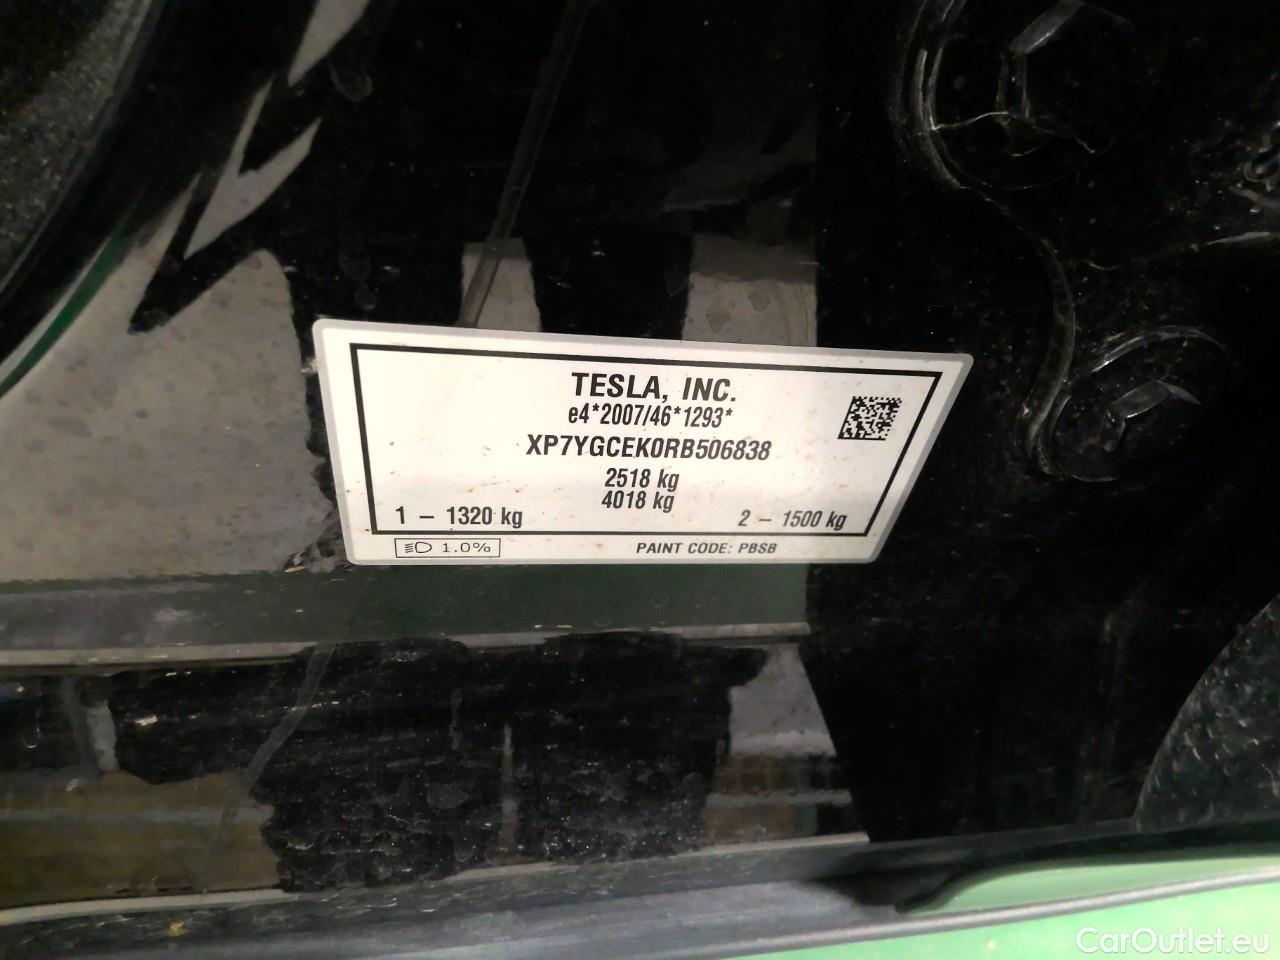 TESLA, INC.
e4*2007/46*1293*
XP7YGCEK0RB506838
2518 kg
4018 kg
1 – 1320 kg
2 – 1500 kg
1.0%
PAINT CODE: PBSB
CarOutlet.eu